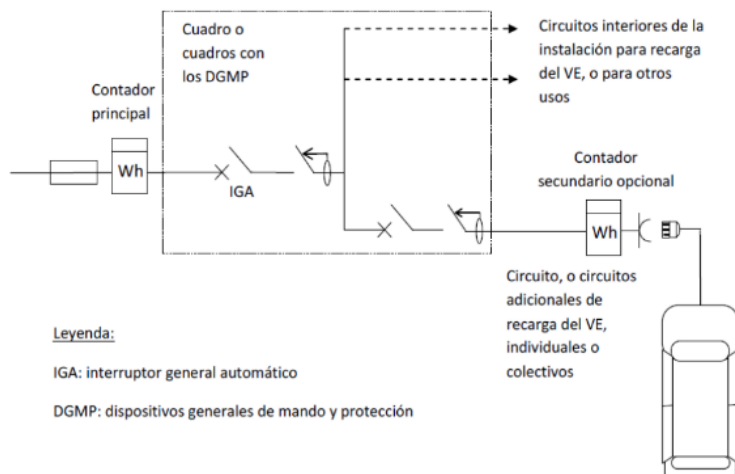 Cuadro o
cuadros con
los DGMP
Circuitos interiores de la
instalación para recarga
del VE, o para otros
usos
Contador
principal
Wh
IGA
Contador
secundario opcional
Wh
Circuito, o circuitos
adicionales de
recarga del VE,
individuales o
colectivos
Leyenda:
IGA: interruptor general automático
DGMP: dispositivos generales de mando y protección